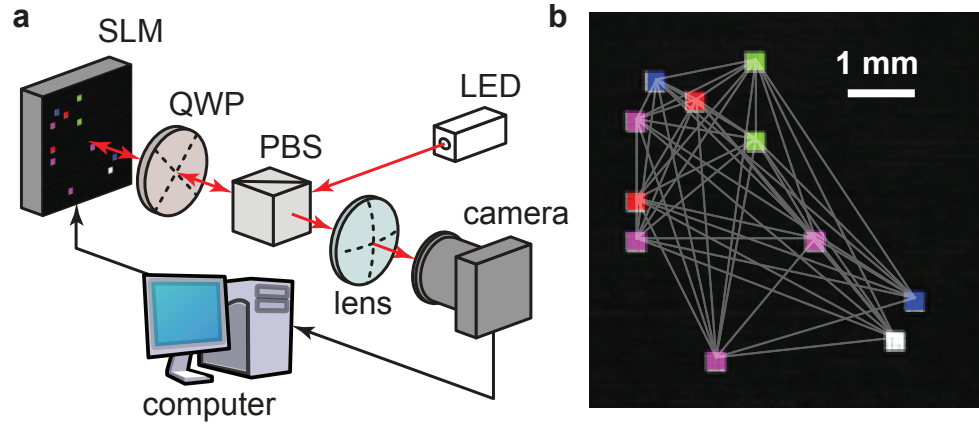 a
SLM
QWP
PBS
LED
camera
lens
computer
b
1 mm